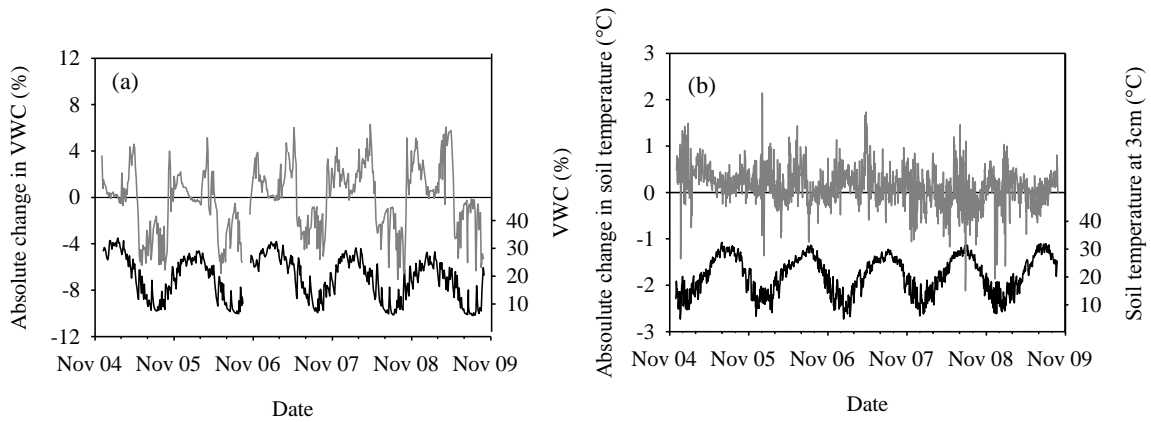 (a)
Absolute change in VWC (%)
12
8
4
0
-4
-8
-12
40
30
20
10
VWC (%)
Nov 04 Nov 05 Nov 06 Nov 07 Nov 08 Nov 09
Date
(b)
Absoulute change in soil temperature (°C)
3
2
1
0
-1
-2
-3
40
30
20
10
Soil temperature at 3cm (°C)
Nov 04 Nov 05 Nov 06 Nov 07 Nov 08 Nov 09
Date